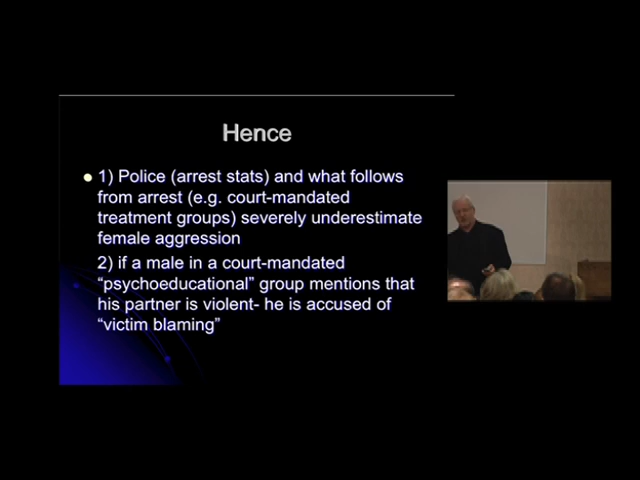 Hence
1) Police (arrest stats) and what follows
from arrest (e.g. court-mandated
treatment groups) severely underestimate
female aggression
2) if a male in a court-mandated
“psychoeducational” group mentions that
his partner is violent- he is accused of
“victim blaming”